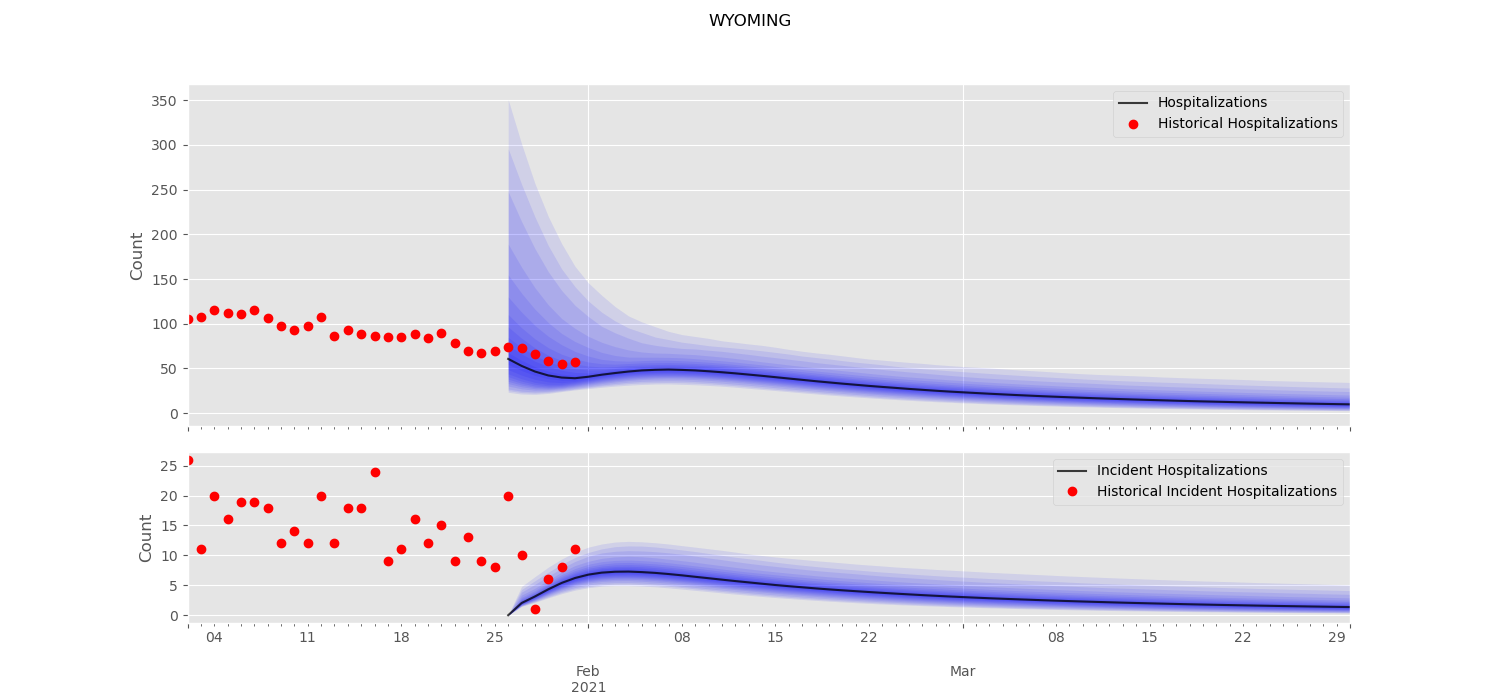 WYOMING
350
300
250
200
150
100
50
0
Count
Hospitalizations
Historical Hospitalizations
25
20
15
10
5
0
Count
Incident Hospitalizations
Historical Incident Hospitalizations
04 11 18 25 08 15 22 08 15 22 29
Feb Mar
2021